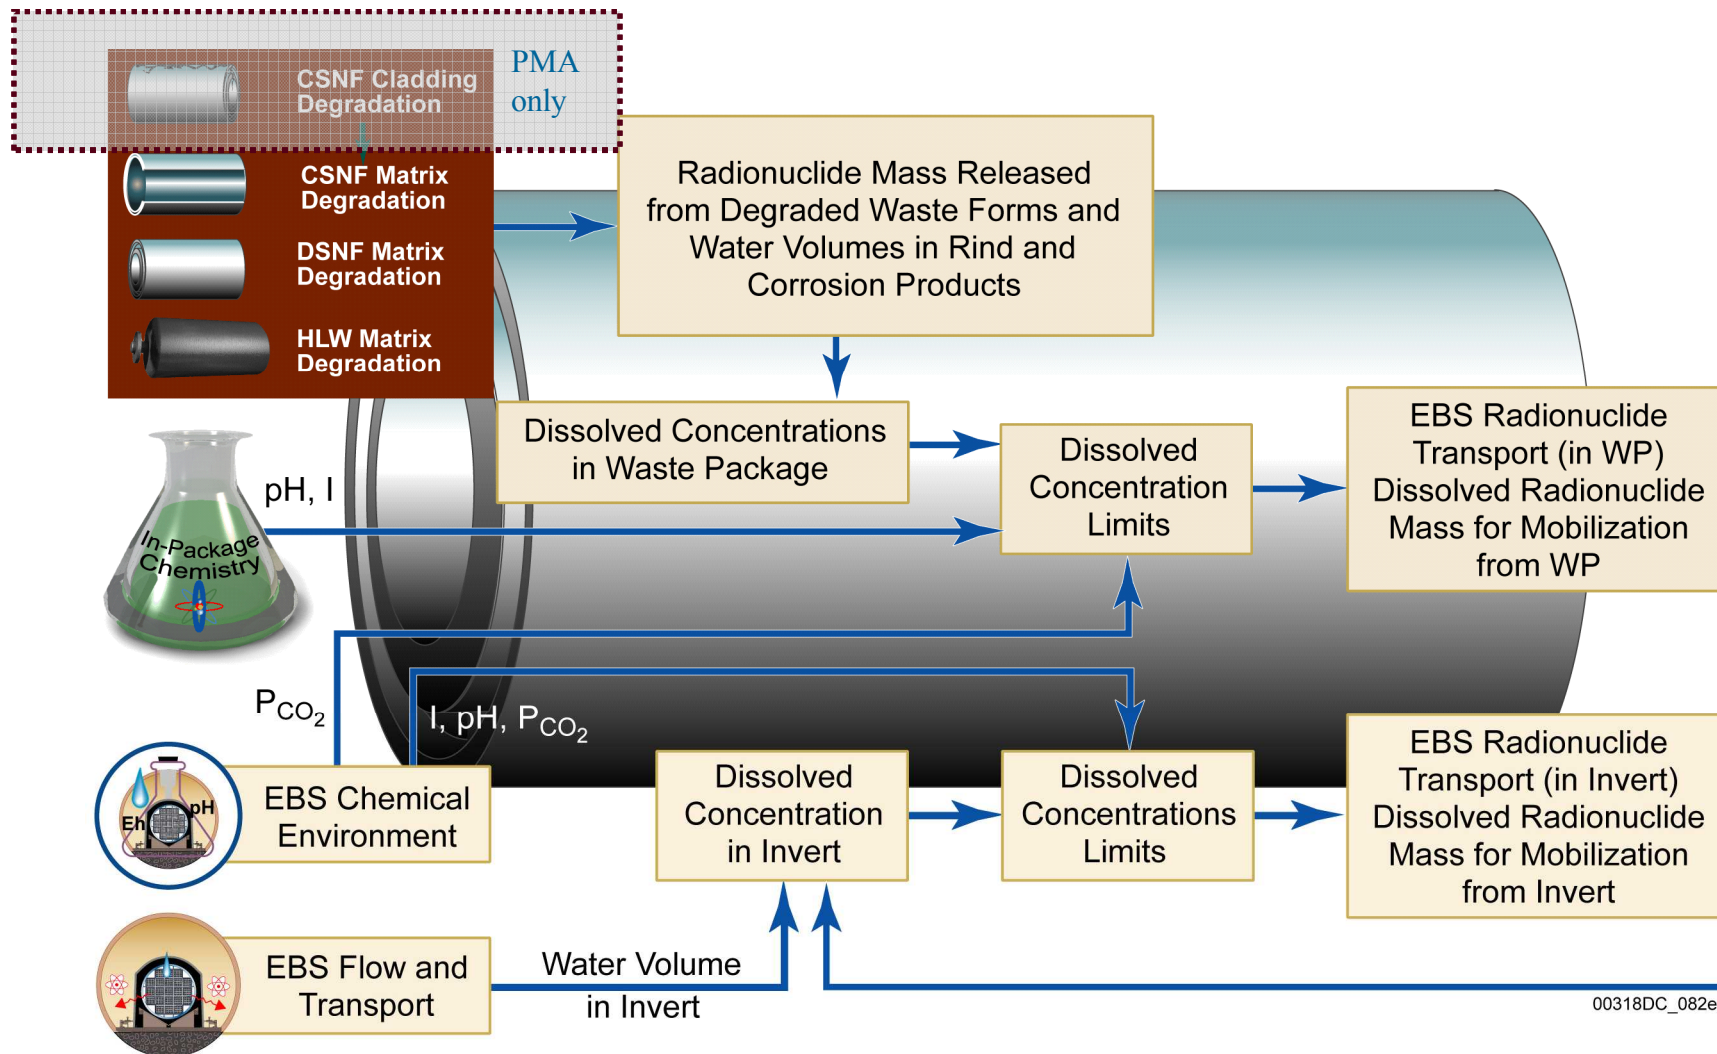 CSNF Cladding
Degradation
PMA
only
CSNF Matrix
Degradation
DSNF Matrix
Degradation
HLW Matrix
Degradation
Radionuclide Mass Released
from Degraded Waste Forms and
Water Volumes in Rind and
Corrosion Products
Dissolved Concentrations
in Waste Package
Dissolved
Concentration
Limits
EBS Radionuclide
Transport (in WP)
Dissolved Radionuclide
Mass for Mobilization
from WP
pH, I
In-Package
Chemistry
P_CO₂
I, pH, P_CO₂
Eh
pH
EBS Chemical
Environment
Dissolved
Concentration
in Invert
Dissolved
Concentrations
Limits
EBS Radionuclide
Transport (in Invert)
Dissolved Radionuclide
Mass for Mobilization
from Invert
EBS Flow and
Transport
Water Volume
in Invert
00318DC_082e